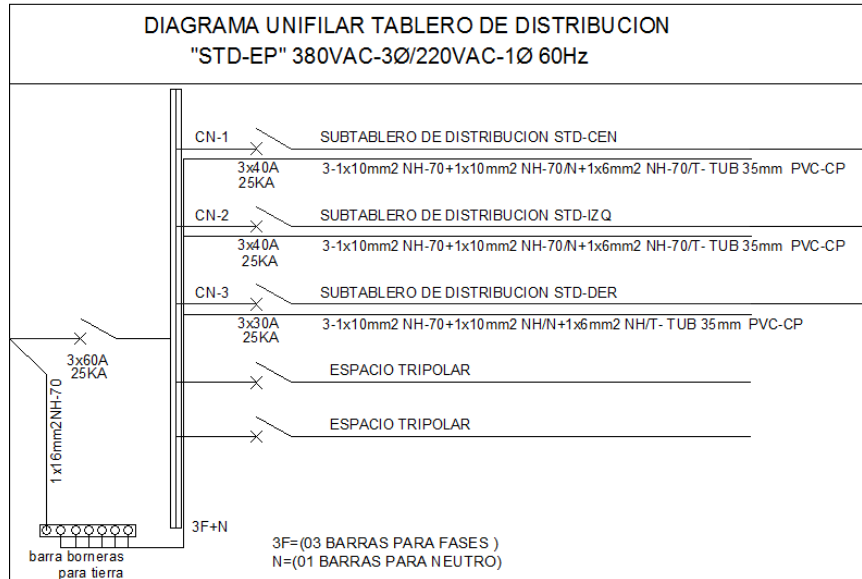 DIAGRAMA UNIFILAR TABLERO DE DISTRIBUCION
"STD-EP" 380VAC-3Ø/220VAC-1Ø 60Hz
CN-1
SUBTABLERO DE DISTRIBUCION STD-CEN
3x40A
25KA
3-1x10mm2 NH-70+1x10mm2 NH-70/N+1x6mm2 NH-70/T- TUB 35mm PVC-CP
CN-2
SUBTABLERO DE DISTRIBUCION STD-IZQ
3x40A
25KA
3-1x10mm2 NH-70+1x10mm2 NH-70/N+1x6mm2 NH-70/T- TUB 35mm PVC-CP
CN-3
SUBTABLERO DE DISTRIBUCION STD-DER
3x30A
25KA
3-1x10mm2 NH-70+1x10mm2 NH/N+1x6mm2 NH/T- TUB 35mm PVC-CP
3x60A
25KA
ESPACIO TRIPOLAR
ESPACIO TRIPOLAR
1x16mm2 NH-70
3F+N
barra borneras
para tierra
3F=(03 BARRAS PARA FASES )
N=(01 BARRAS PARA NEUTRO)